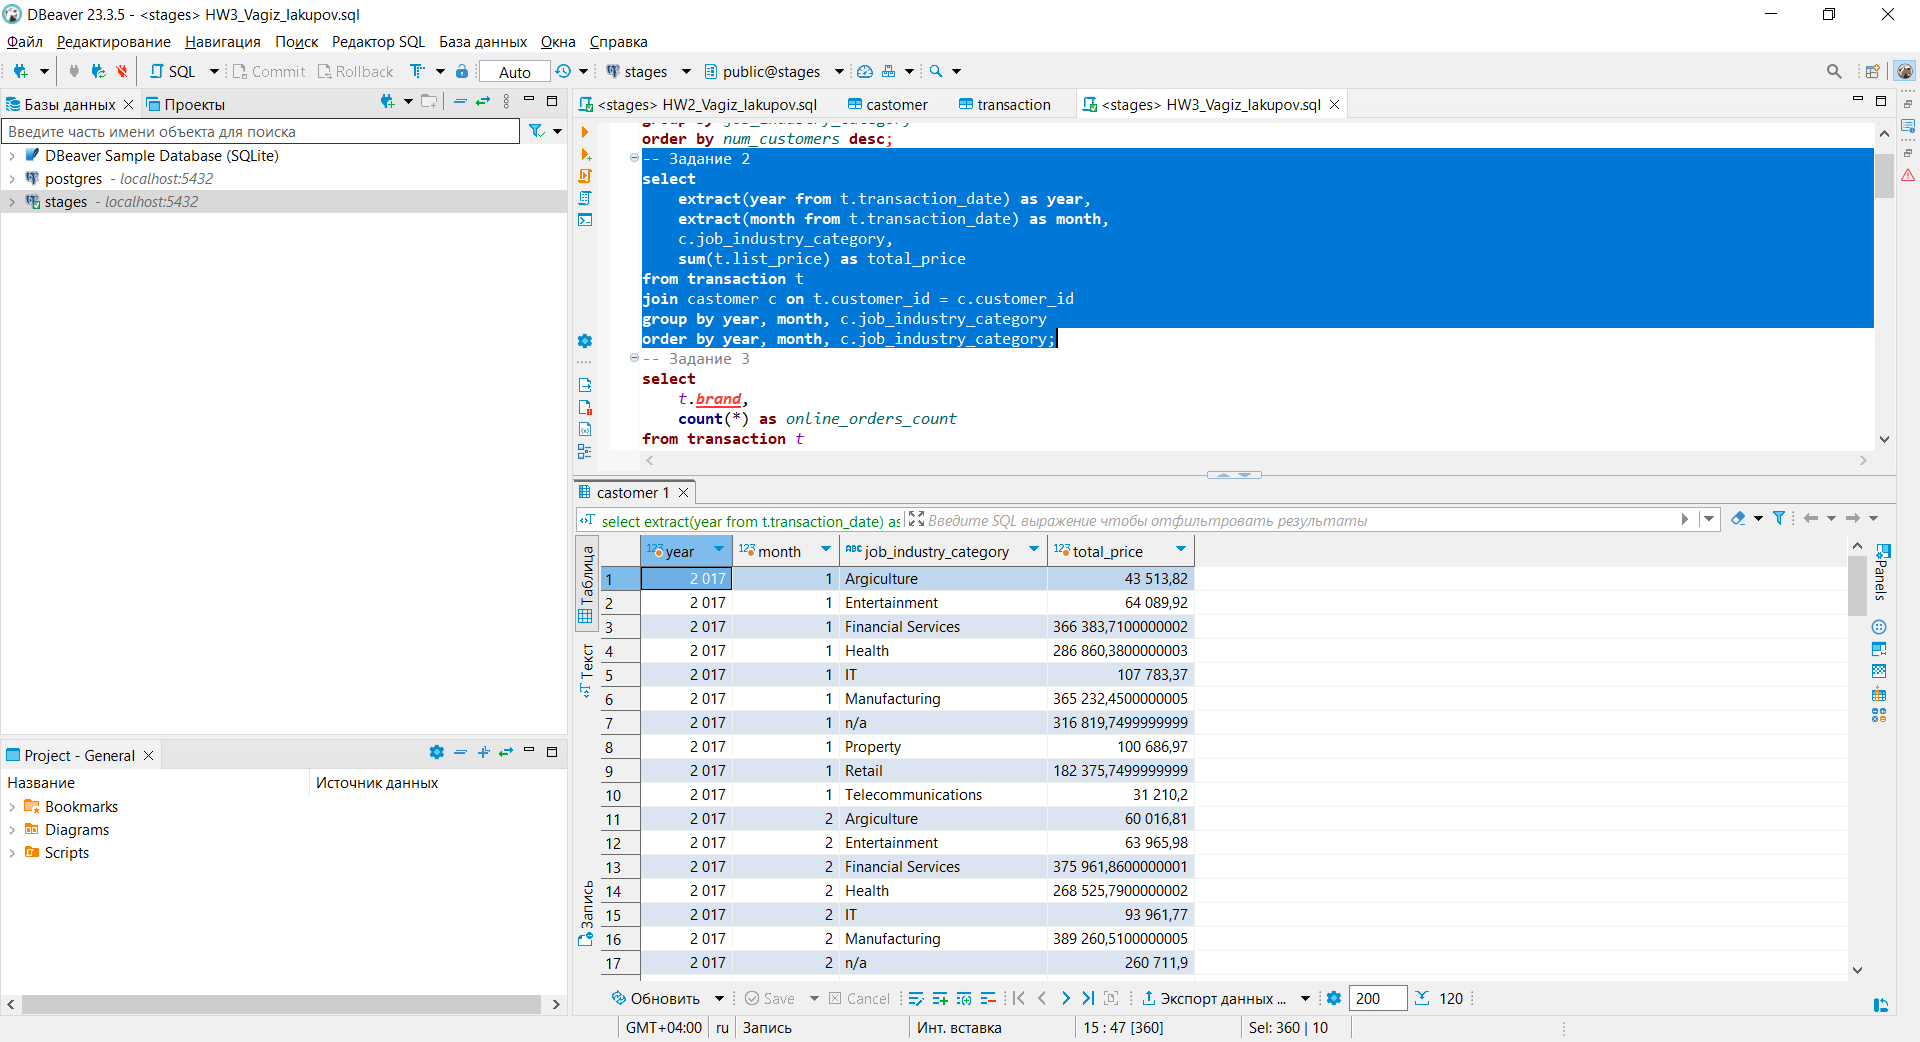 DBeaver 23.3.5 - <stages> HW3_Vagiz_Iakupov.sql
Файл Редактирование Навигация Поиск Редактор SQL База данных Окна Справка
SQL Commit Rollback Auto stages public@stages
Базы данных Проекты
Введите часть имени объекта для поиска
DBeaver Sample Database (SQLite)
postgres - localhost:5432
stages - localhost:5432
Project - General
Название Источник данных
Bookmarks
Diagrams
Scripts
<stages> HW2_Vagiz_Iakupov.sql castomer transaction <stages> HW3_Vagiz_Iakupov.sql
group by job_industry_category
order by num_customers desc;
-- Задание 2
select
extract(year from t.transaction_date) as year,
extract(month from t.transaction_date) as month,
c.job_industry_category,
sum(t.list_price) as total_price
from transaction t
join castomer c on t.customer_id = c.customer_id
group by year, month, c.job_industry_category
order by year, month, c.job_industry_category;
-- Задание 3
select
t.brand,
count(*) as online_orders_count
from transaction t
castomer 1
select extract(year from t.transaction_date) as Введите SQL выражение чтобы отфильтровать результаты
Таблица
Текст
Запись
123 year 123 month ABC job_industry_category 123 total_price
1 2 017 1 Argiculture 43 513,82
2 2 017 1 Entertainment 64 089,92
3 2 017 1 Financial Services 366 383,7100000002
4 2 017 1 Health 286 860,3800000003
5 2 017 1 IT 107 783,37
6 2 017 1 Manufacturing 365 232,4500000005
7 2 017 1 n/a 316 819,7499999999
8 2 017 1 Property 100 686,97
9 2 017 1 Retail 182 375,7499999999
10 2 017 1 Telecommunications 31 210,2
11 2 017 2 Argiculture 60 016,81
12 2 017 2 Entertainment 63 965,98
13 2 017 2 Financial Services 375 961,8600000001
14 2 017 2 Health 268 525,7900000002
15 2 017 2 IT 93 961,77
16 2 017 2 Manufacturing 389 260,5100000005
17 2 017 2 n/a 260 711,9
Panels
Обновить Save Cancel Экспорт данных ... 200 120
GMT+04:00 ru Запись Инт. вставка 15 : 47 [360] Sel: 360 | 10